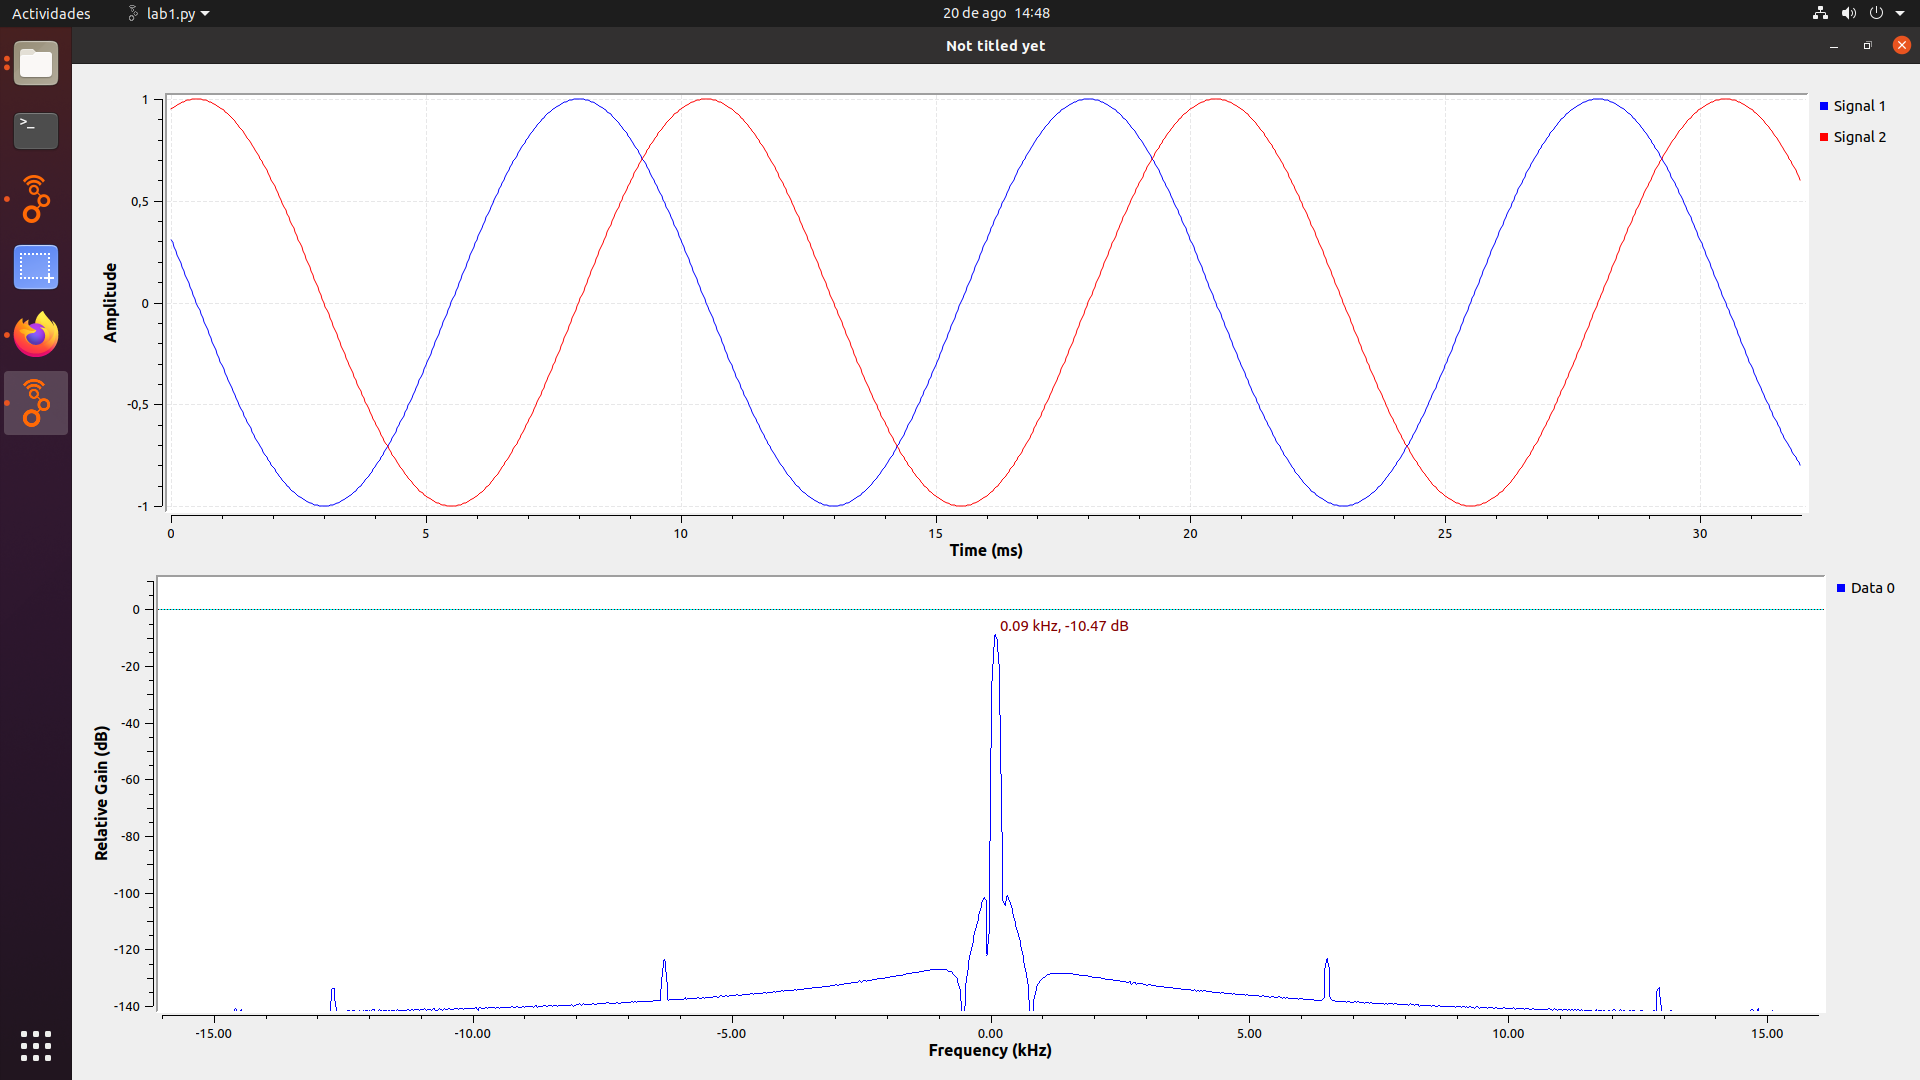 Actividades
lab1.py
20 de ago 14:48
Not titled yet
>_
Signal 1
Signal 2
Amplitude
1
0,5
0
-0,5
-1
0 5 10 15 20 25 30
Time (ms)
Data 0
0.09 kHz, -10.47 dB
Relative Gain (dB)
0
-20
-40
-60
-80
-100
-120
-140
-15.00 -10.00 -5.00 0.00 5.00 10.00 15.00
Frequency (kHz)